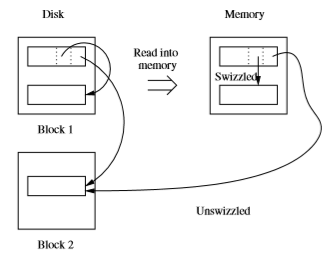 Disk
Memory
Read into
memory
Swizzled
Block 1
Unswizzled
Block 2